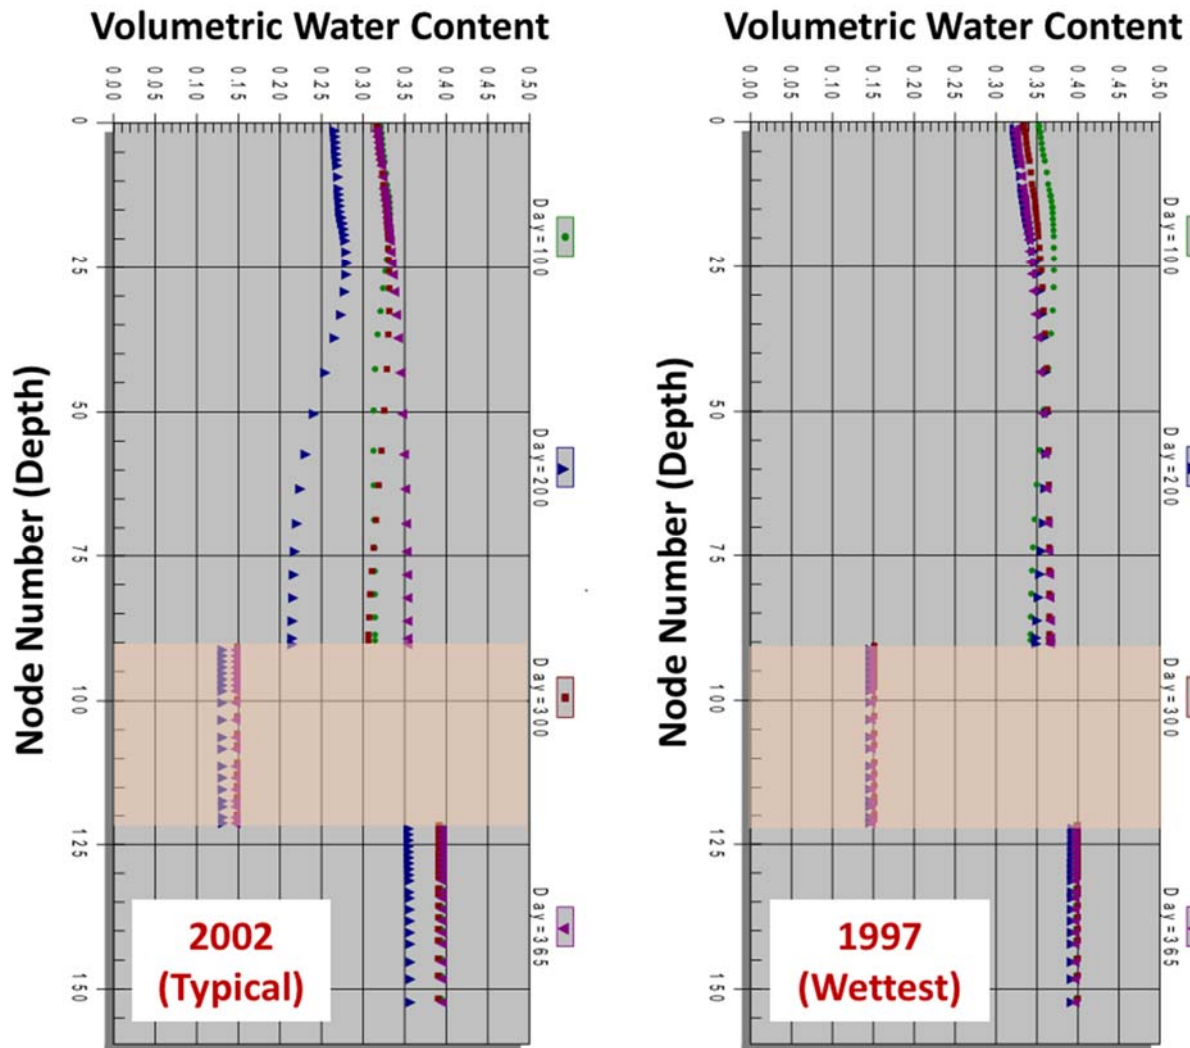 Volumetric Water Content
0.00 0.10 0.15 0.20 0.25 0.30 0.35 0.40 0.45 0.50
Node Number (Depth)
0
25
50
75
100
125
150
Day=100
Day=200
Day=300
Day=365
2002
(Typical)
Volumetric Water Content
0.00 0.10 0.15 0.20 0.25 0.30 0.35 0.40 0.45 0.50
Node Number (Depth)
0
25
50
75
100
125
150
Day=100
Day=200
Day=300
Day=365
1997
(Wettest)